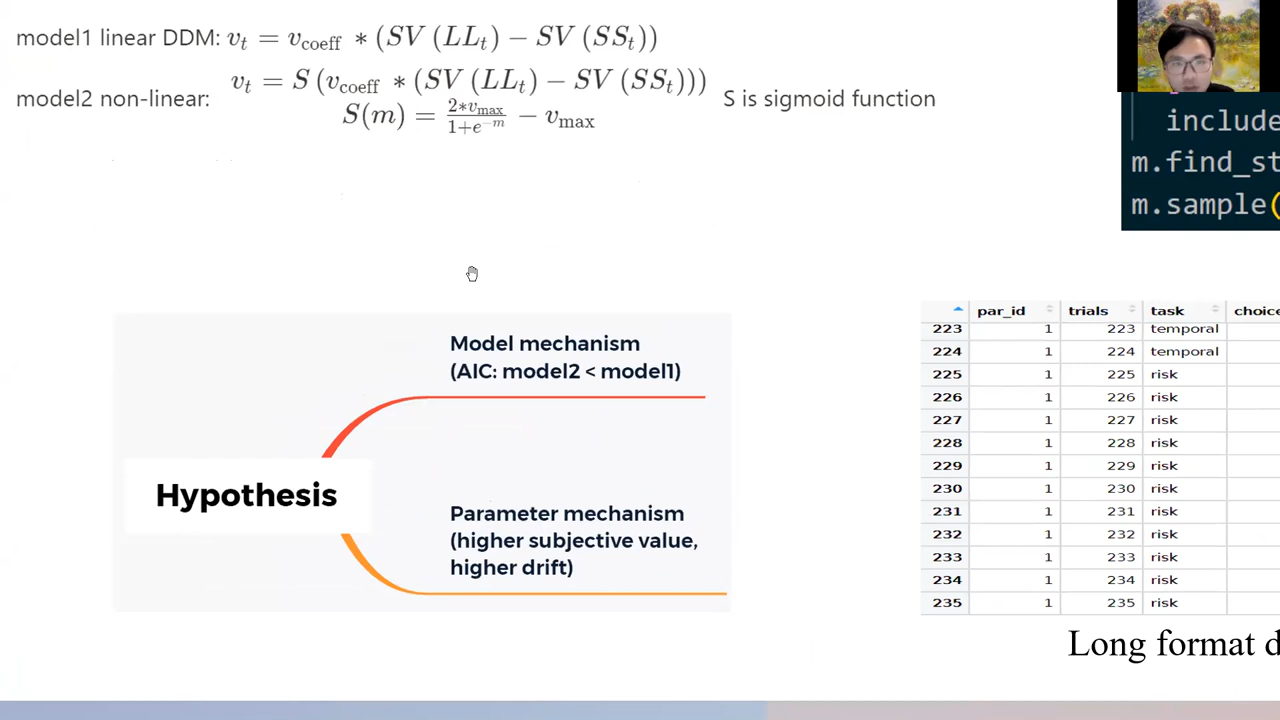 model1 linear DDM: v_t = v_coeff * (SV (LL_t) − SV (SS_t))
v_t = S (v_coeff * (SV (LL_t) − SV (SS_t)))
model2 non-linear:
S(m) = 2*v_max / 1+e^−m − v_max
S is sigmoid function
include
m.find_st
m.sample(
Model mechanism
(AIC: model2 < model1)
Hypothesis
Parameter mechanism
(higher subjective value,
higher drift)
par_id trials task choice
223 1 223 temporal
224 1 224 temporal
225 1 225 risk
226 1 226 risk
227 1 227 risk
228 1 228 risk
229 1 229 risk
230 1 230 risk
231 1 231 risk
232 1 232 risk
233 1 233 risk
234 1 234 risk
235 1 235 risk
Long format d